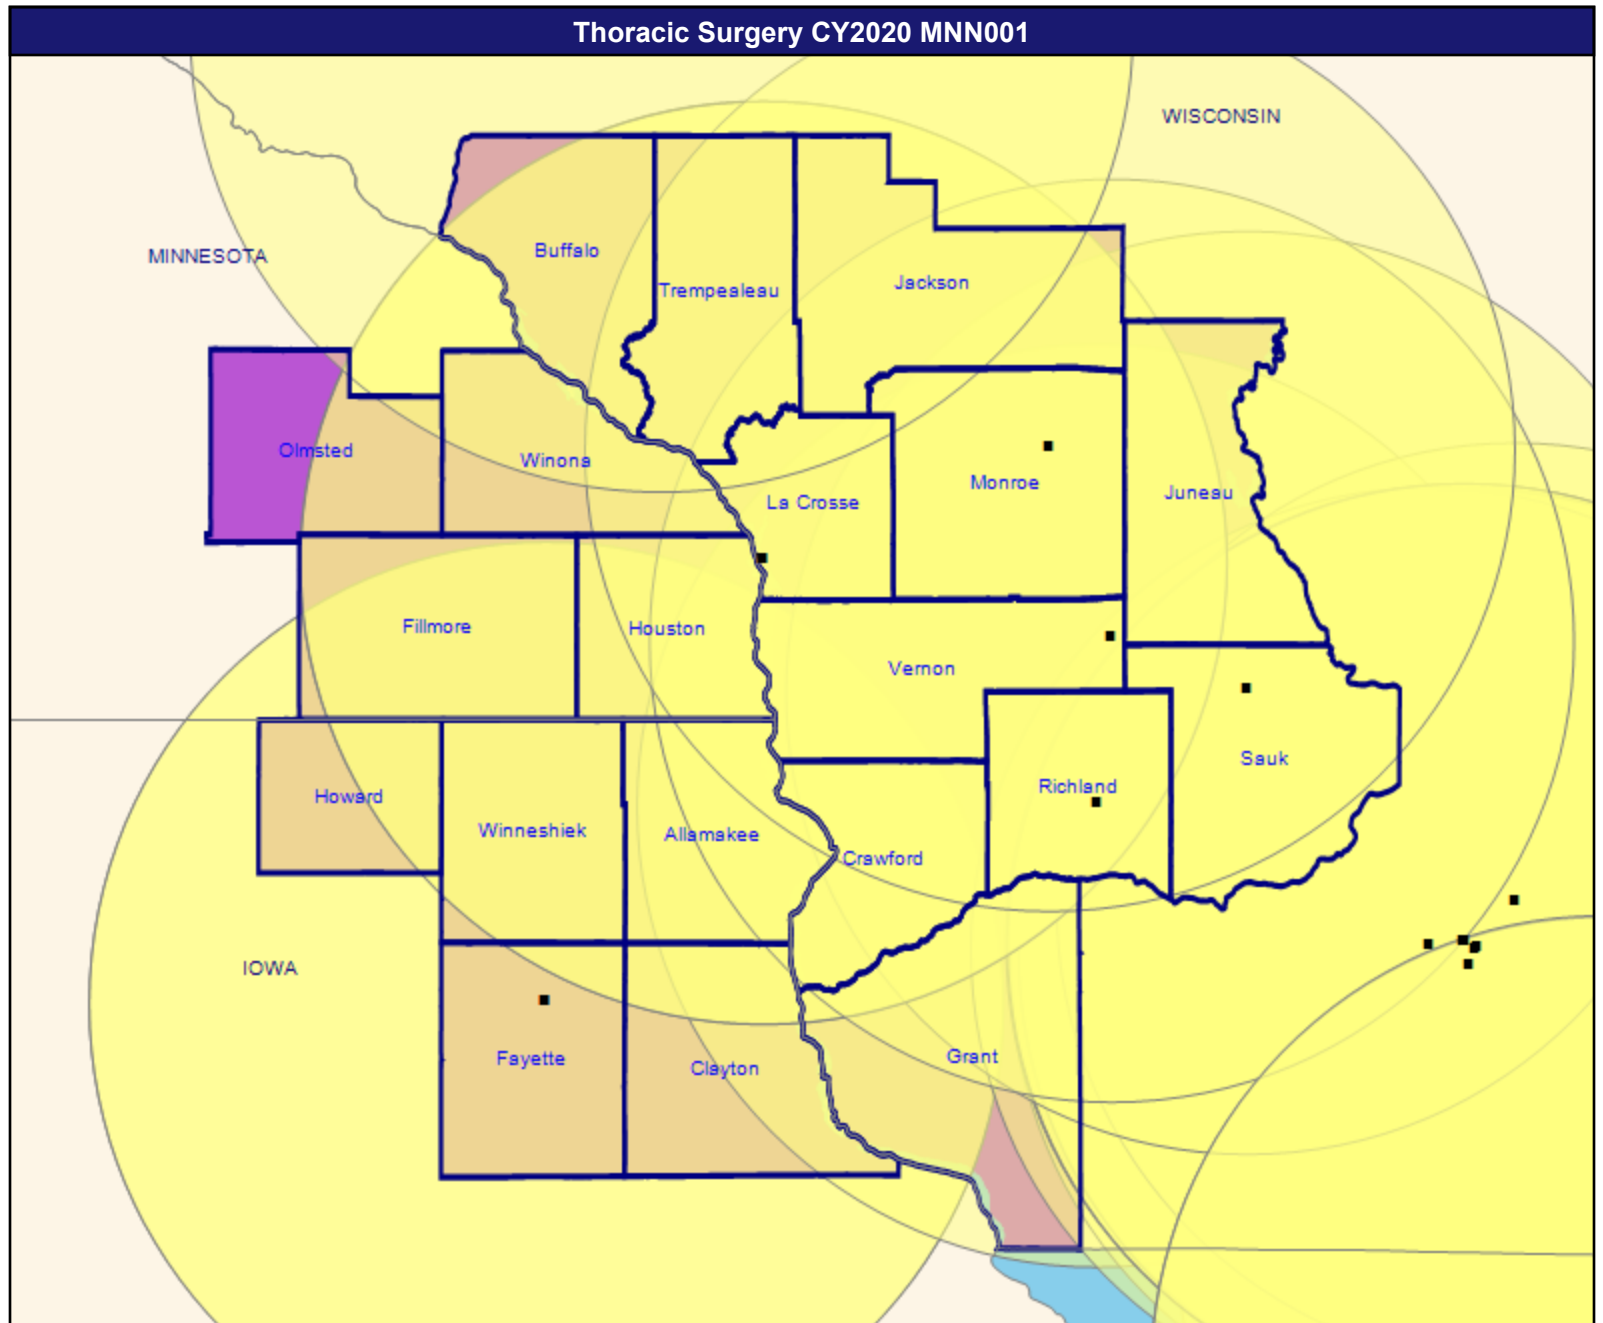 Thoracic Surgery CY2020 MNN001
WISCONSIN
MINNESOTA
Buffalo
Trempealeau
Jackson
Olmsted
Winona
La Crosse
Monroe
Juneau
Fillmore
Houston
Vernon
Sauk
Richland
Howard
Winneshiek
Allamakee
Crawford
IOWA
Fayette
Clayton
Grant